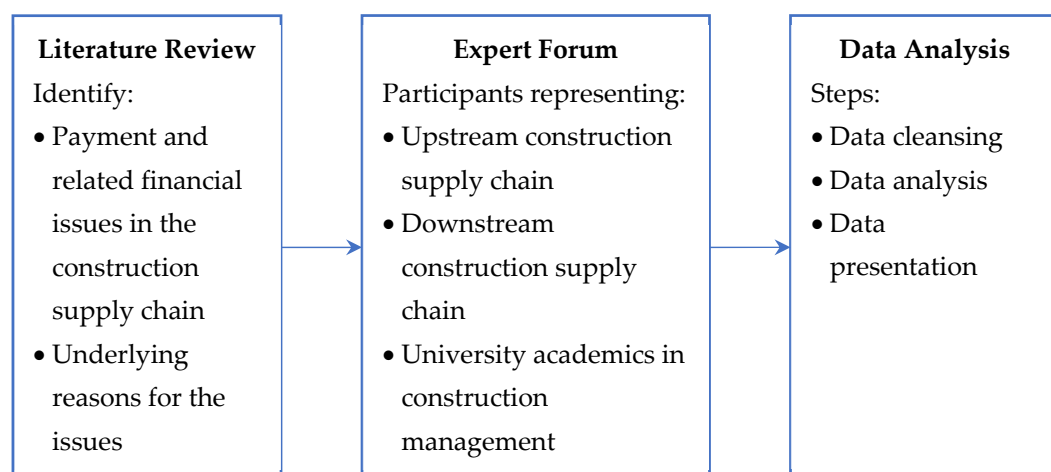 Literature Review
Identify:
• Payment and
related financial
issues in the
construction
supply chain
• Underlying
reasons for the
issues
Expert Forum
Participants representing:
• Upstream construction
supply chain
• Downstream
construction supply
chain
• University academics in
construction
management
Data Analysis
Steps:
• Data cleansing
• Data analysis
• Data
presentation